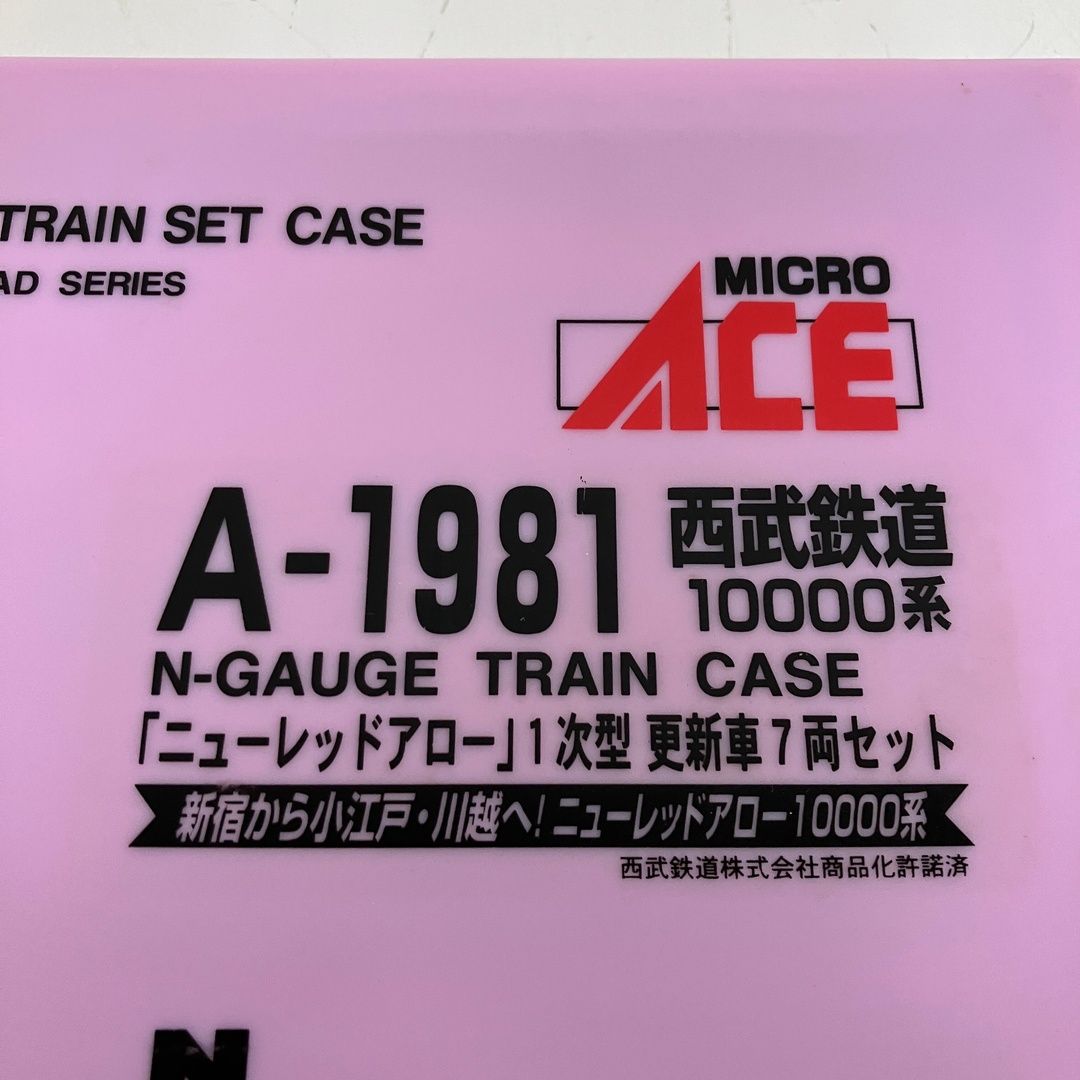 TRAIN SET CASE
AD SERIES
MICRO
ACE
A-1981 西武鉄道
10000系
N-GAUGE TRAIN CASE
「ニューレッドアロー」1次型 更新車7両セット
新宿から小江戸・川越へ!ニューレッドアロー10000系
西武鉄道株式会社商品化許諾済
N